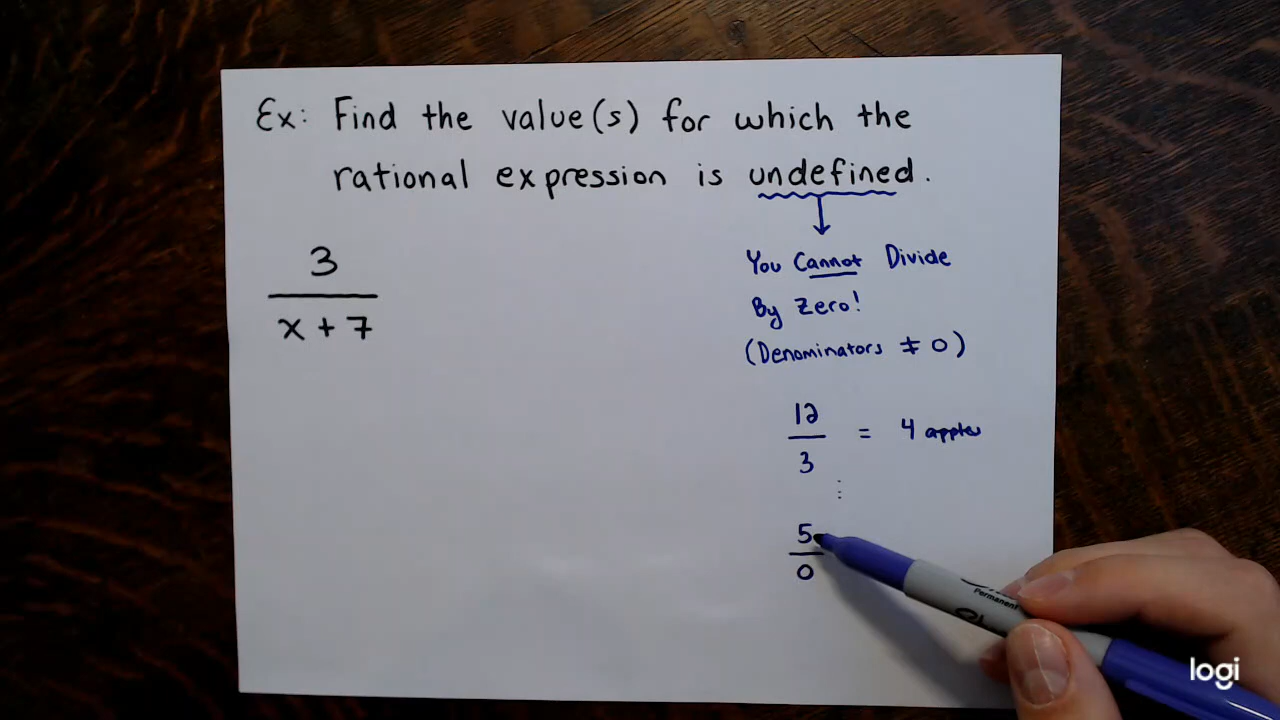 Ex: Find the value(s) for which the
rational expression is undefined.
3
x + 7
You Cannot Divide
By Zero!
(Denominators ≠ 0)
12
3
= 4 apples
⋮
5
0
Permanent
logi